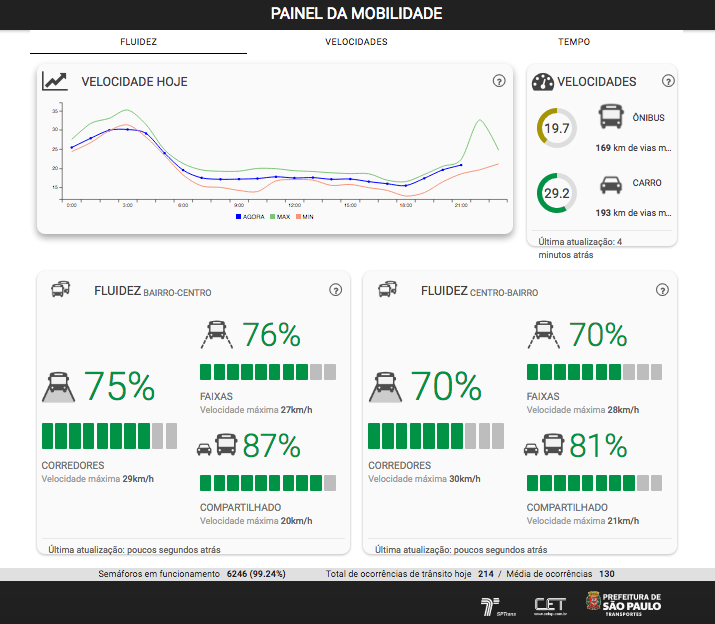 PAINEL DA MOBILIDADE
FLUIDEZ
VELOCIDADES
TEMPO
VELOCIDADE HOJE
?
35
30
25
20
15
0:00
3:00
6:00
9:00
12:00
15:00
18:00
21:00
AGORA MAX MIN
VELOCIDADES
?
19.7
ÔNIBUS
169 km de vias m...
29.2
CARRO
193 km de vias m...
Última atualização: 4
minutos atrás
FLUIDEZ BAIRRO-CENTRO
?
75%
CORREDORES
Velocidade máxima 29km/h
76%
FAIXAS
Velocidade máxima 27km/h
87%
COMPARTILHADO
Velocidade máxima 20km/h
Última atualização: poucos segundos atrás
FLUIDEZ CENTRO-BAIRRO
?
70%
CORREDORES
Velocidade máxima 30km/h
70%
FAIXAS
Velocidade máxima 28km/h
81%
COMPARTILHADO
Velocidade máxima 21km/h
Última atualização: poucos segundos atrás
Semáforos em funcionamento 6246 (99.24%) Total de ocorrências de trânsito hoje 214 / Média de ocorrências 130
SPTrans
CET
www.cetsp.com.br
PREFEITURA DE
SÃO PAULO
TRANSPORTES